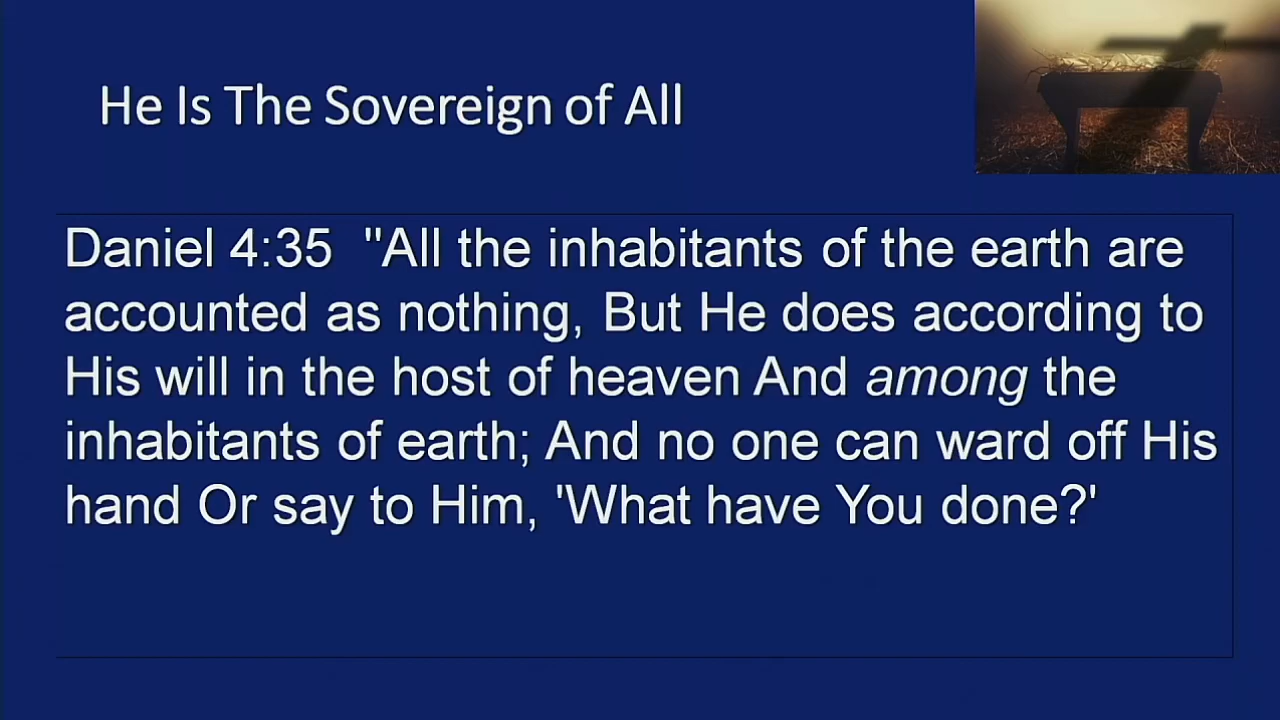 He Is The Sovereign of All
Daniel 4:35  "All the inhabitants of the earth are
accounted as nothing, But He does according to
His will in the host of heaven And among the
inhabitants of earth; And no one can ward off His
hand Or say to Him, 'What have You done?'